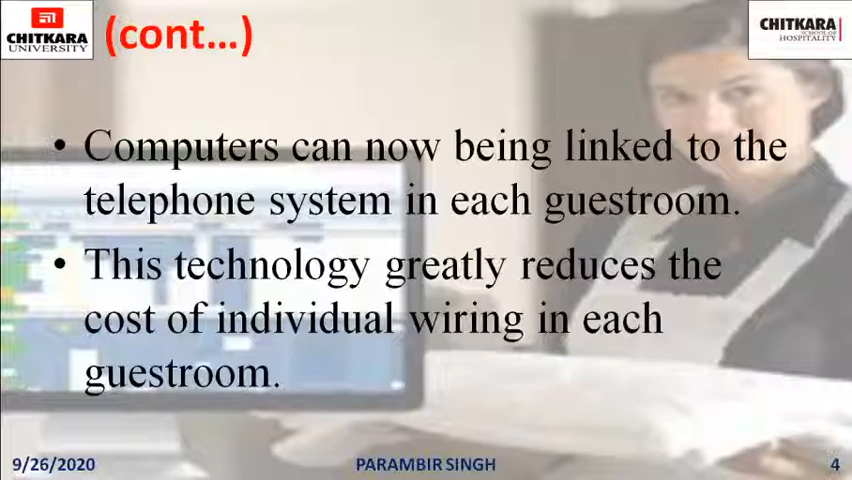 CHITKARA
UNIVERSITY
(cont...)
CHITKARA
SCHOOL OF
HOSPITALITY
• Computers can now being linked to the
telephone system in each guestroom.
• This technology greatly reduces the
cost of individual wiring in each
guestroom.
9/26/2020
PARAMBIR SINGH
4